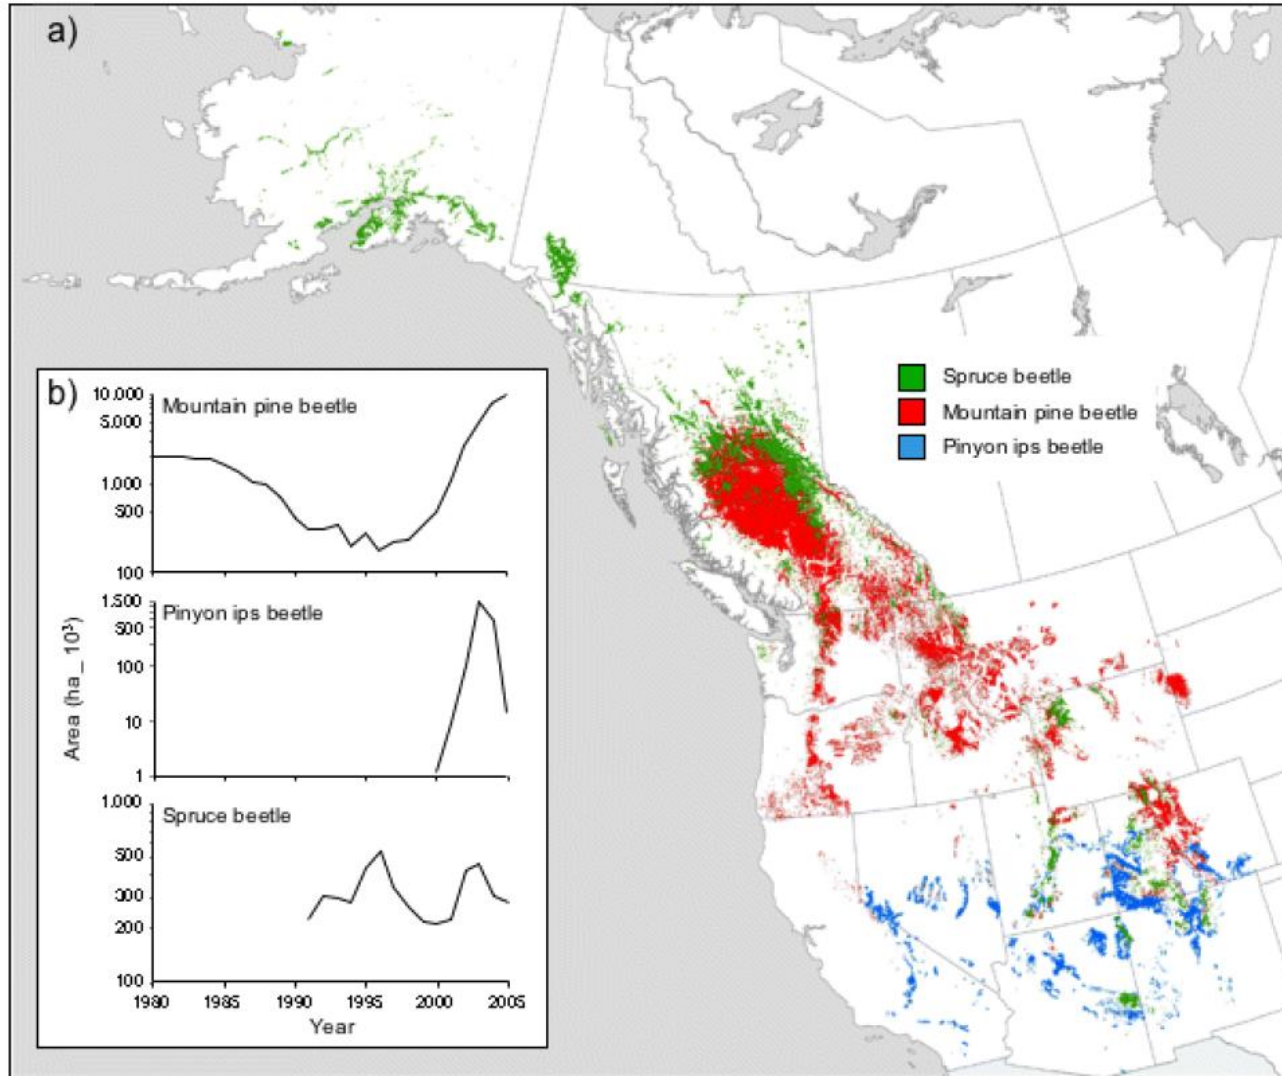 a)
Spruce beetle
Mountain pine beetle
Pinyon ips beetle
b)
Area (ha_ 10³)
10.000
5.000
1.000
500
100
Mountain pine beetle
1.500
500
100
10
1
Pinyon ips beetle
1.000
500
300
200
100
Spruce beetle
1980 1985 1990 1995 2000 2005
Year